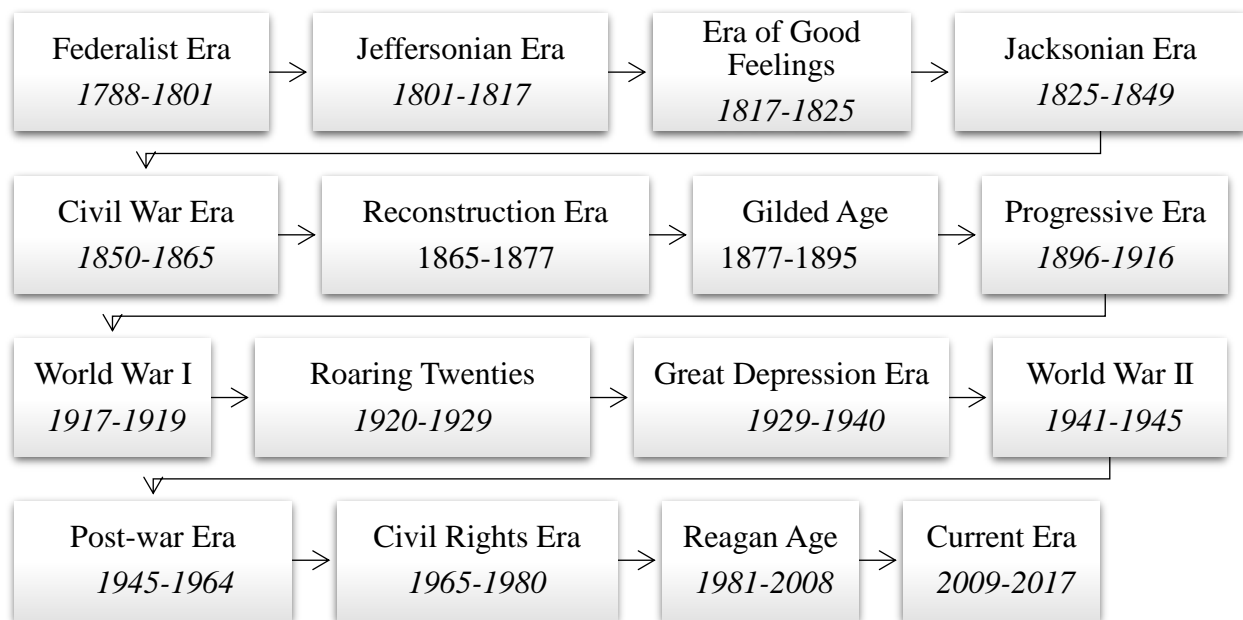 Federalist Era
1788-1801
Jeffersonian Era
1801-1817
Era of Good
Feelings
1817-1825
Jacksonian Era
1825-1849
Civil War Era
1850-1865
Reconstruction Era
1865-1877
Gilded Age
1877-1895
Progressive Era
1896-1916
World War I
1917-1919
Roaring Twenties
1920-1929
Great Depression Era
1929-1940
World War II
1941-1945
Post-war Era
1945-1964
Civil Rights Era
1965-1980
Reagan Age
1981-2008
Current Era
2009-2017